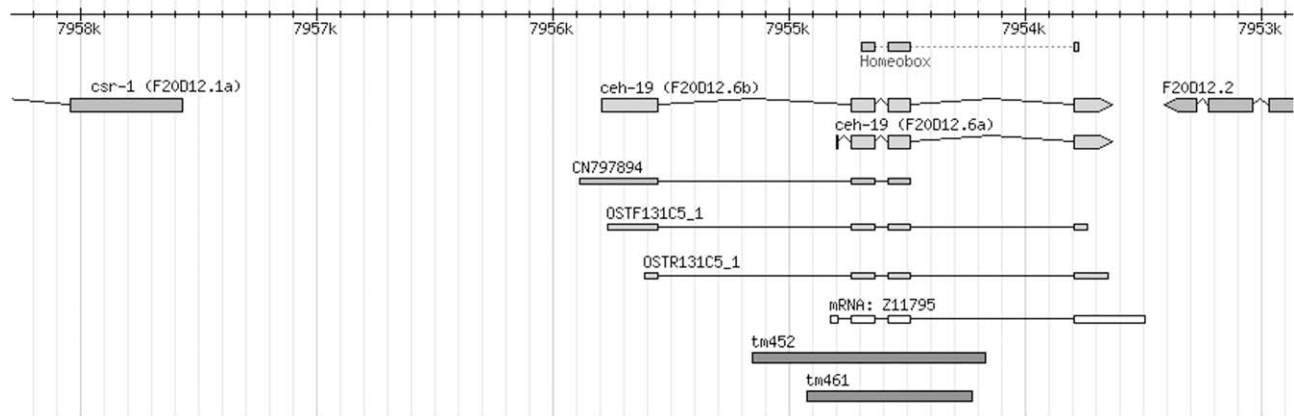 7958k 7957k 7956k 7955k 7954k 7953k
Homeobox
csr-1 (F20D12.1a) ceh-19 (F20D12.6b) F20D12.2
ceh-19 (F20D12.6a)
CN797894
OSTF131C5_1
OSTR131C5_1
mRNA: Z11795
tm452
tm461